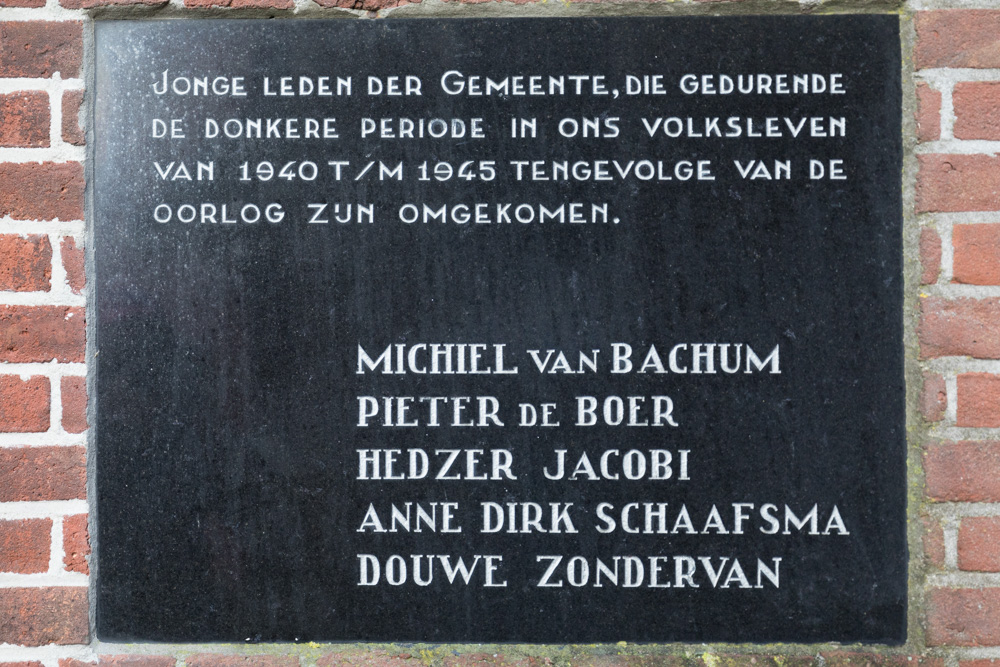 Jonge leden der Gemeente, die gedurende
de donkere periode in ons volksleven
van 1940 t/m 1945 tengevolge van de
oorlog zijn omgekomen.
MICHIEL VAN BACHUM
PIETER DE BOER
HEDZER JACOBI
ANNE DIRK SCHAAFSMA
DOUWE ZONDERVAN